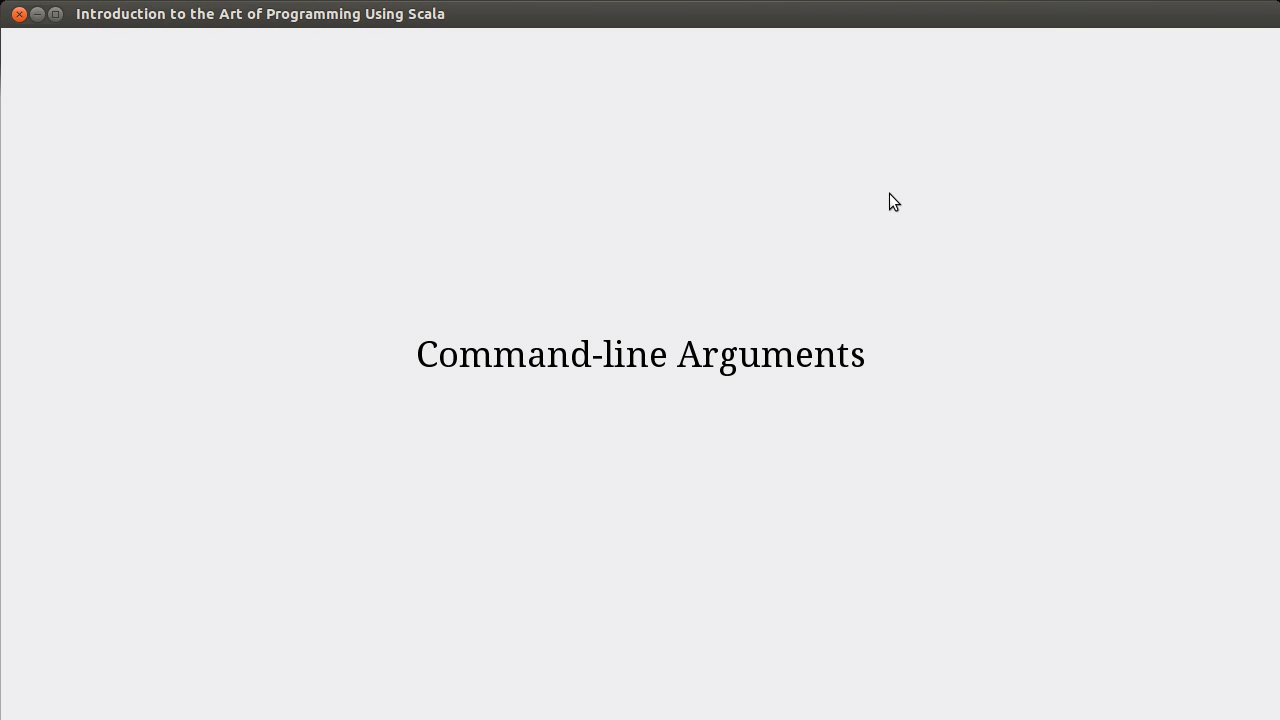 Introduction to the Art of Programming Using Scala
Command-line Arguments